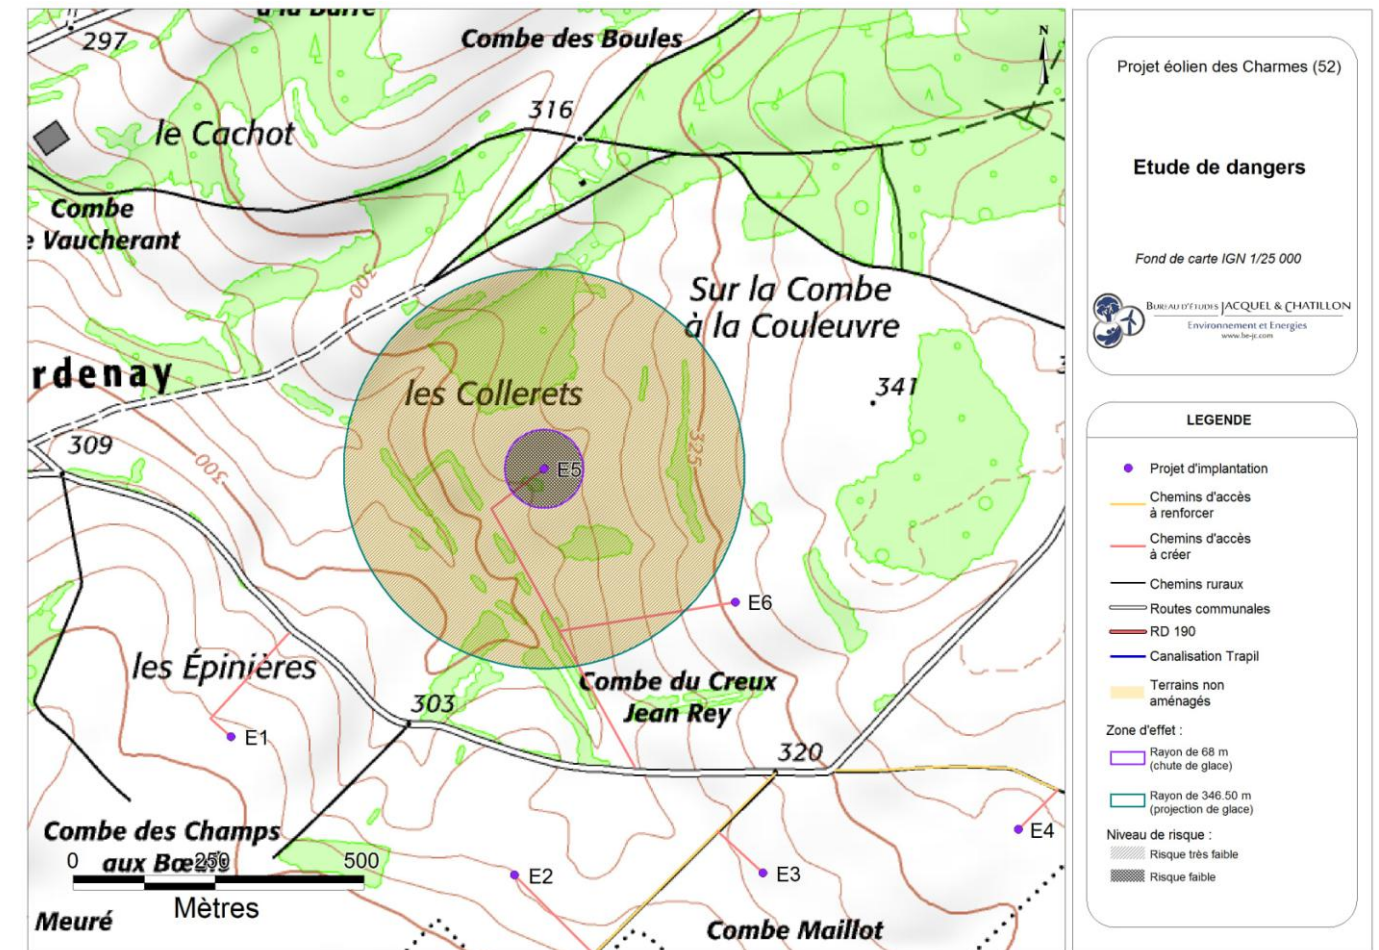 à la Barre
297
Combe des Boules
N
316
le Cachot
Combe
e Vaucherant
300
Sur la Combe
à la Couleuvre
rdenay
les Collerets
341
309
300
325
E5
E6
les Épinières
Combe du Creux
Jean Rey
303
E1
320
Combe des Champs
aux Bœufs
0 250 500
Mètres
E2
E3
E4
Meuré
Combe Maillot
Projet éolien des Charmes (52)
Etude de dangers
Fond de carte IGN 1/25 000
BUREAU D'ÉTUDES JACQUEL & CHATILLON
Environnement et Energies
www.be-jc.com
LEGENDE
Projet d'implantation
Chemins d'accès
à renforcer
Chemins d'accès
à créer
Chemins ruraux
Routes communales
RD 190
Canalisation Trapil
Terrains non
aménagés
Zone d'effet :
Rayon de 68 m
(chute de glace)
Rayon de 346.50 m
(projection de glace)
Niveau de risque :
Risque très faible
Risque faible